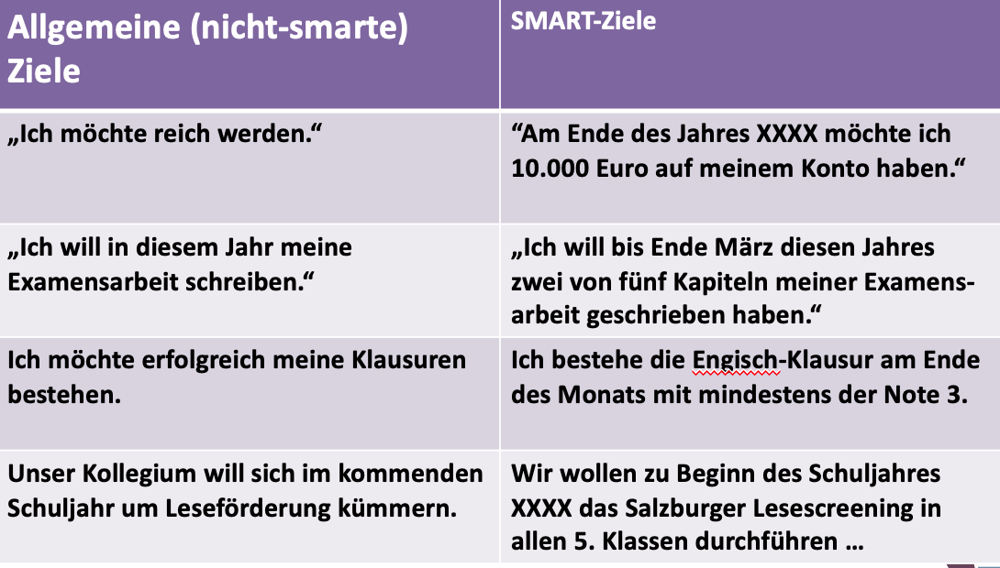 Allgemeine (nicht-smarte)
Ziele
SMART-Ziele
„Ich möchte reich werden.“
“Am Ende des Jahres XXXX möchte ich
10.000 Euro auf meinem Konto haben.“
„Ich will in diesem Jahr meine
Examensarbeit schreiben.“
„Ich will bis Ende März diesen Jahres
zwei von fünf Kapiteln meiner Examens-
arbeit geschrieben haben.“
Ich möchte erfolgreich meine Klausuren
bestehen.
Ich bestehe die Engisch-Klausur am Ende
des Monats mit mindestens der Note 3.
Unser Kollegium will sich im kommenden
Schuljahr um Leseförderung kümmern.
Wir wollen zu Beginn des Schuljahres
XXXX das Salzburger Lesescreening in
allen 5. Klassen durchführen …